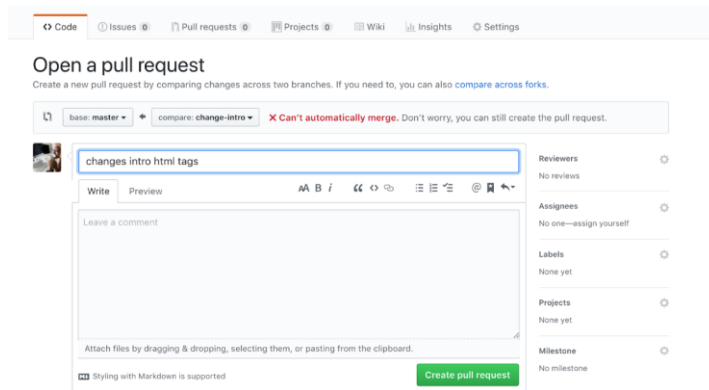 Code Issues 0 Pull requests 0 Projects 0 Wiki Insights Settings
Open a pull request
Create a new pull request by comparing changes across two branches. If you need to, you can also compare across forks.
base: master compare: change-intro Can't automatically merge. Don't worry, you can still create the pull request.
changes intro html tags
Write Preview
Leave a comment
Attach files by dragging & dropping, selecting them, or pasting from the clipboard.
Styling with Markdown is supported
Create pull request
Reviewers
No reviews
Assignees
No one—assign yourself
Labels
None yet
Projects
None yet
Milestone
No milestone